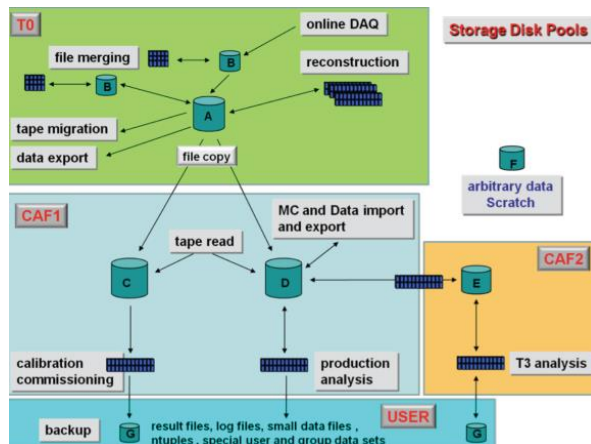 T0
online DAQ
Storage Disk Pools
file merging
B
reconstruction
B
A
tape migration
data export
file copy
F
arbitrary data
Scratch
CAF1
MC and Data import
and export
tape read
CAF2
C
D
E
calibration
commissioning
production
analysis
T3 analysis
USER
backup
G
result files, log files, small data files ,
ntuples , special user and group data sets
G